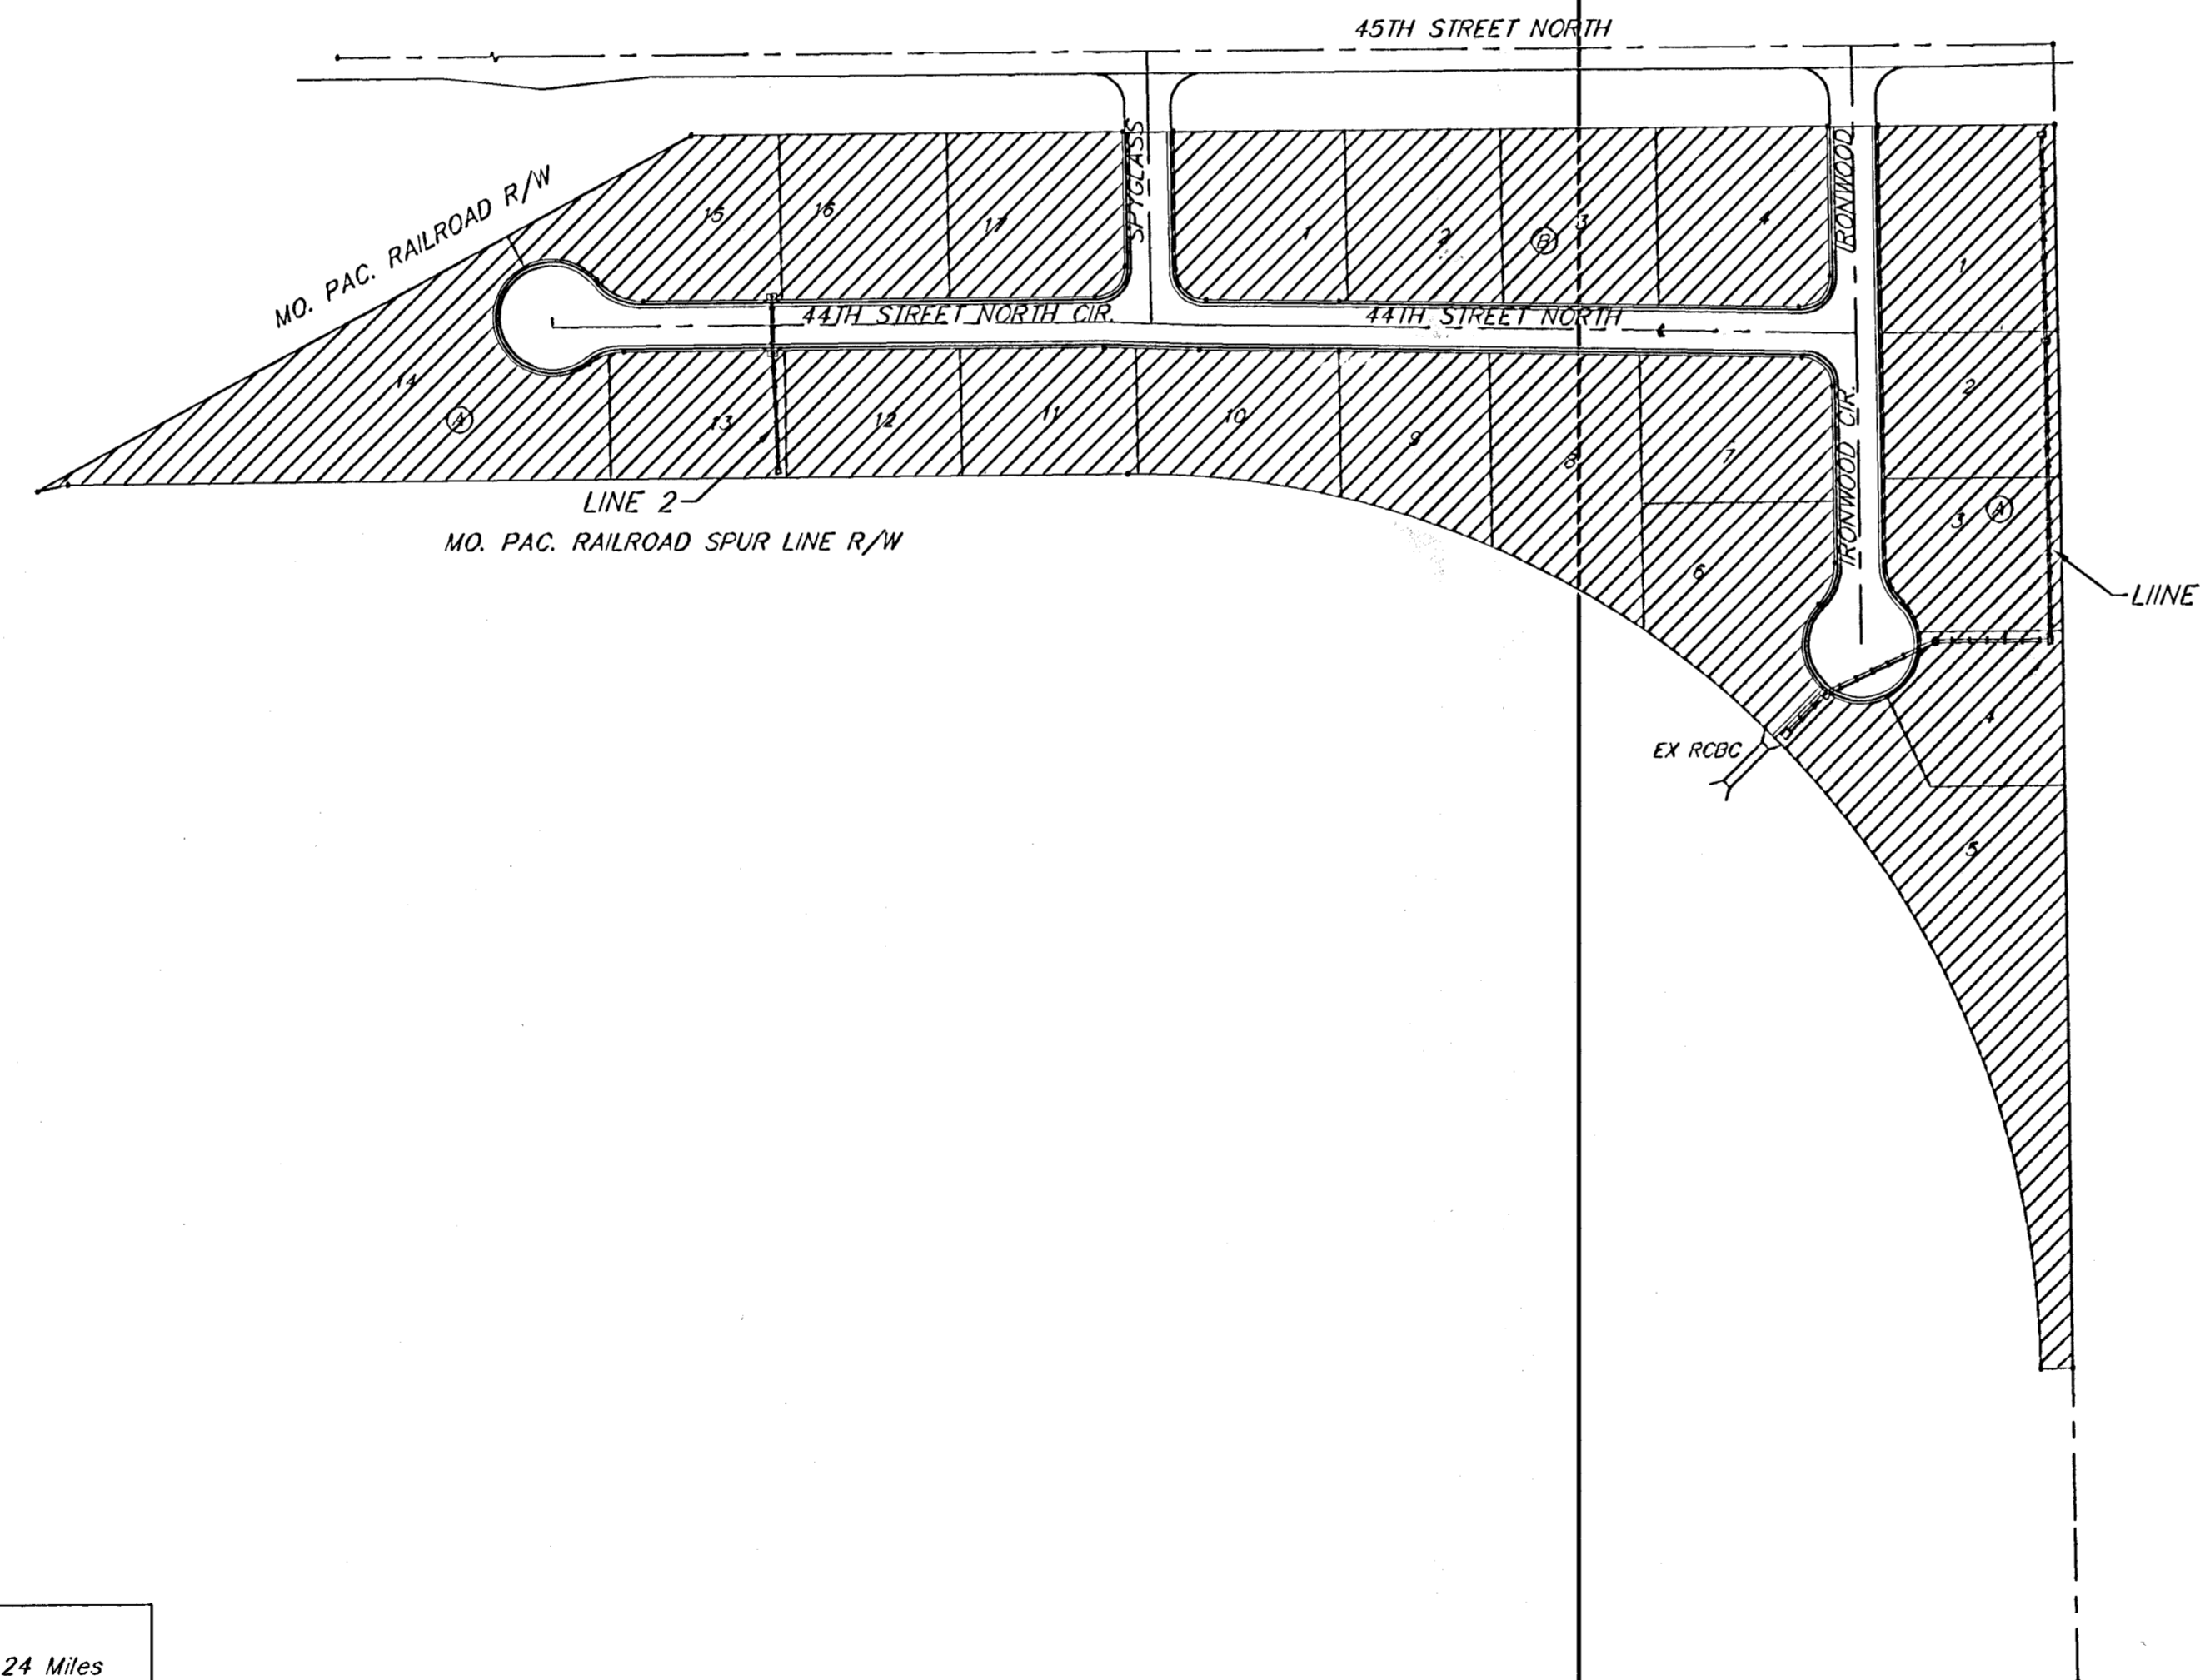 45TH STREET NORTH
MO. PAC. RAILROAD R/W
SPYGLASS
IRONWOOD
15
16
17
1
2
B
3
4
1
44TH STREET NORTH CIR.
44TH STREET NORTH
14
A
13
12
11
10
9
8
7
IRONWOOD CIR.
2
3
A
LINE 2
MO. PAC. RAILROAD SPUR LINE R/W
6
LIINE
4
EX RCBC
5
24 Miles